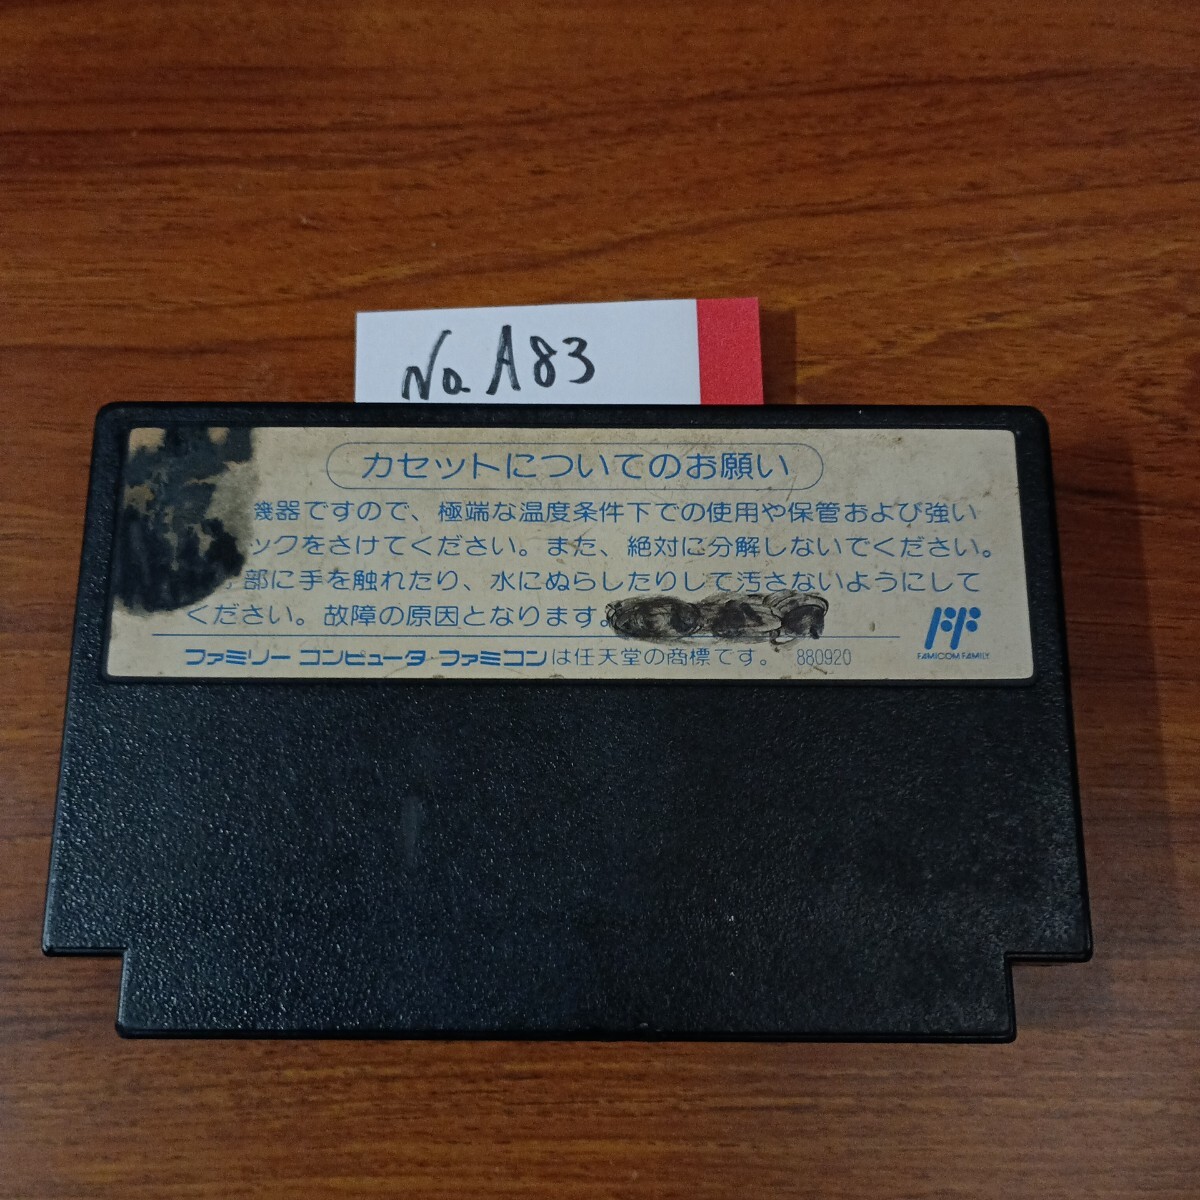 No A83
カセットについてのお願い
機器ですので、極端な温度条件下での使用や保管および強い
ックをさけてください。また、絶対に分解しないでください。
部に手を触れたり、水にぬらしたりして汚さないようにして
ください。故障の原因となります。
ファミリーコンピュータ・ファミコンは任天堂の商標です。 880920
FAMICOM FAMILY